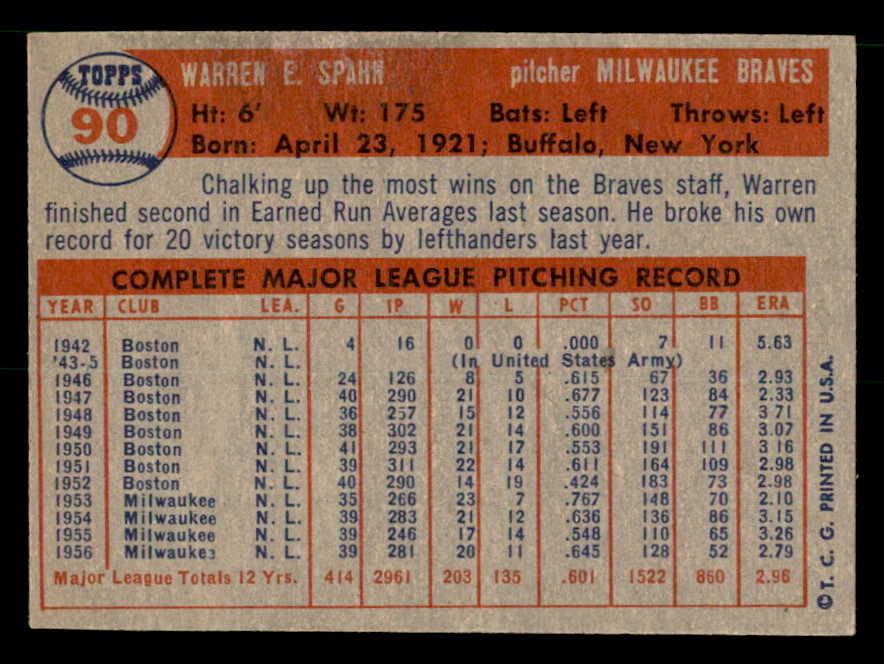 TOPPS
90
WARREN E. SPAHN pitcher MILWAUKEE BRAVES
Ht: 6' Wt: 175 Bats: Left Throws: Left
Born: April 23, 1921; Buffalo, New York
Chalking up the most wins on the Braves staff, Warren
finished second in Earned Run Averages last season. He broke his own
record for 20 victory seasons by lefthanders last year.
COMPLETE MAJOR LEAGUE PITCHING RECORD
YEAR CLUB LEA. G IP W L PCT SO BB ERA
1942 Boston N. L. 4 16 0 0 .000 7 11 5.63
'43-5 Boston N. L. (In United States Army)
1946 Boston N. L. 24 126 8 5 .615 67 36 2.93
1947 Boston N. L. 40 290 21 10 .677 123 84 2.33
1948 Boston N. L. 36 257 15 12 .556 114 77 3 71
1949 Boston N. L. 38 302 21 14 .600 151 86 3.07
1950 Boston N. L. 41 293 21 17 .553 191 111 3 16
1951 Boston N. L. 39 311 22 14 .611 164 109 2.98
1952 Boston N. L. 40 290 14 19 .424 183 73 2.98
1953 Milwaukee N. L. 35 266 23 7 .767 148 70 2.10
1954 Milwaukee N. L. 39 283 21 12 .636 136 86 3.15
1955 Milwaukee N. L. 39 246 17 14 .548 110 65 3.26
1956 Milwaukee N. L. 39 281 20 11 .645 128 52 2.79
Major League Totals 12 Yrs. 414 2961 203 135 .601 1522 860 2.96
©T. C. G. PRINTED IN U.S.A.